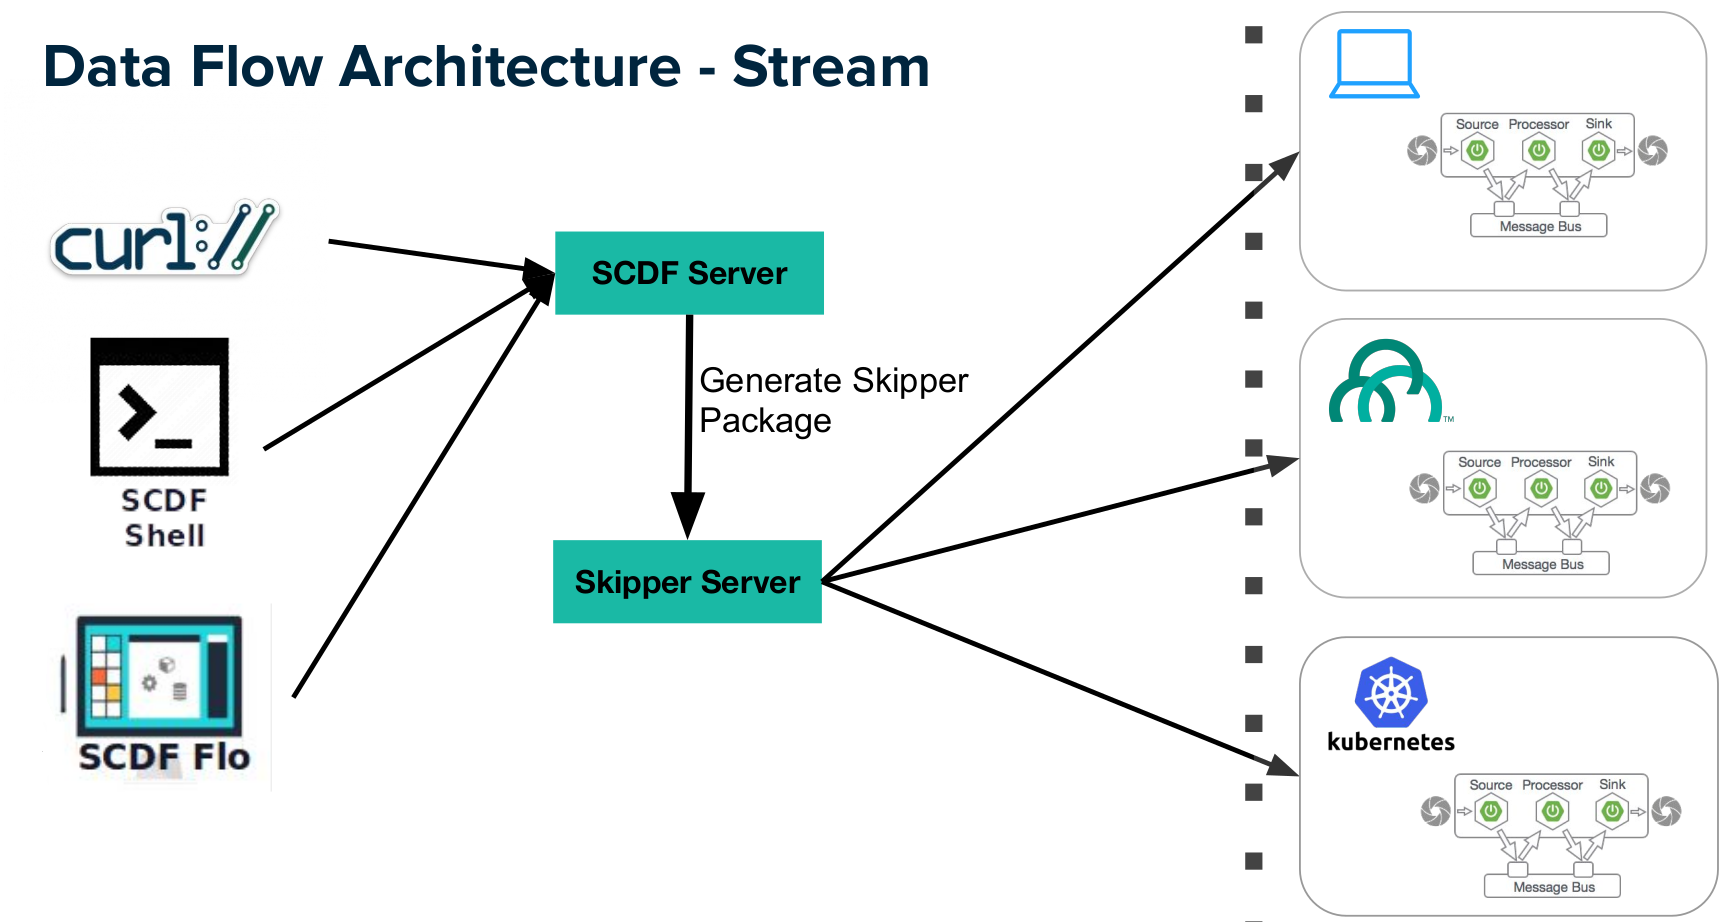 Data Flow Architecture - Stream
curl://
SCDF
Shell
SCDF Flo
SCDF Server
Generate Skipper
Package
Skipper Server
Source Processor Sink
Message Bus
TM
Source Processor Sink
Message Bus
kubernetes
Source Processor Sink
Message Bus